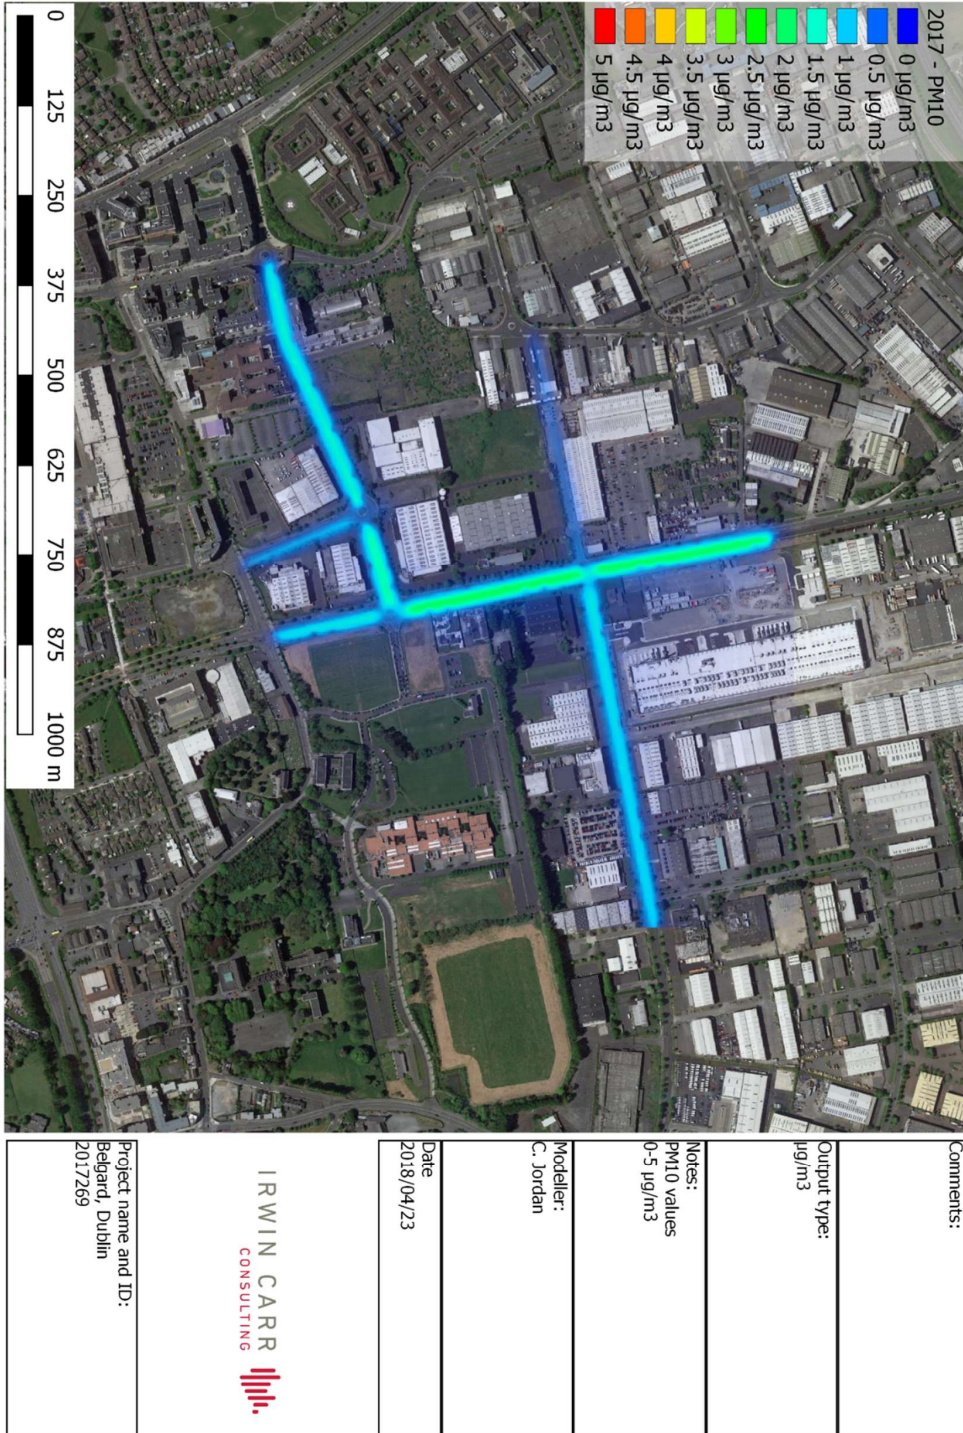 2017 - PM10
0 µg/m3
0.5 µg/m3
1 µg/m3
1.5 µg/m3
2 µg/m3
2.5 µg/m3
3 µg/m3
3.5 µg/m3
4 µg/m3
4.5 µg/m3
5 µg/m3
0 125 250 375 500 625 750 875 1000 m
Comments:
Output type:
µg/m3
Notes:
PM10 values
0-5 µg/m3
Modeller:
C. Jordan
Date
2018/04/23
IRWIN CARR
CONSULTING
Project name and ID:
Belgard, Dublin
2017269